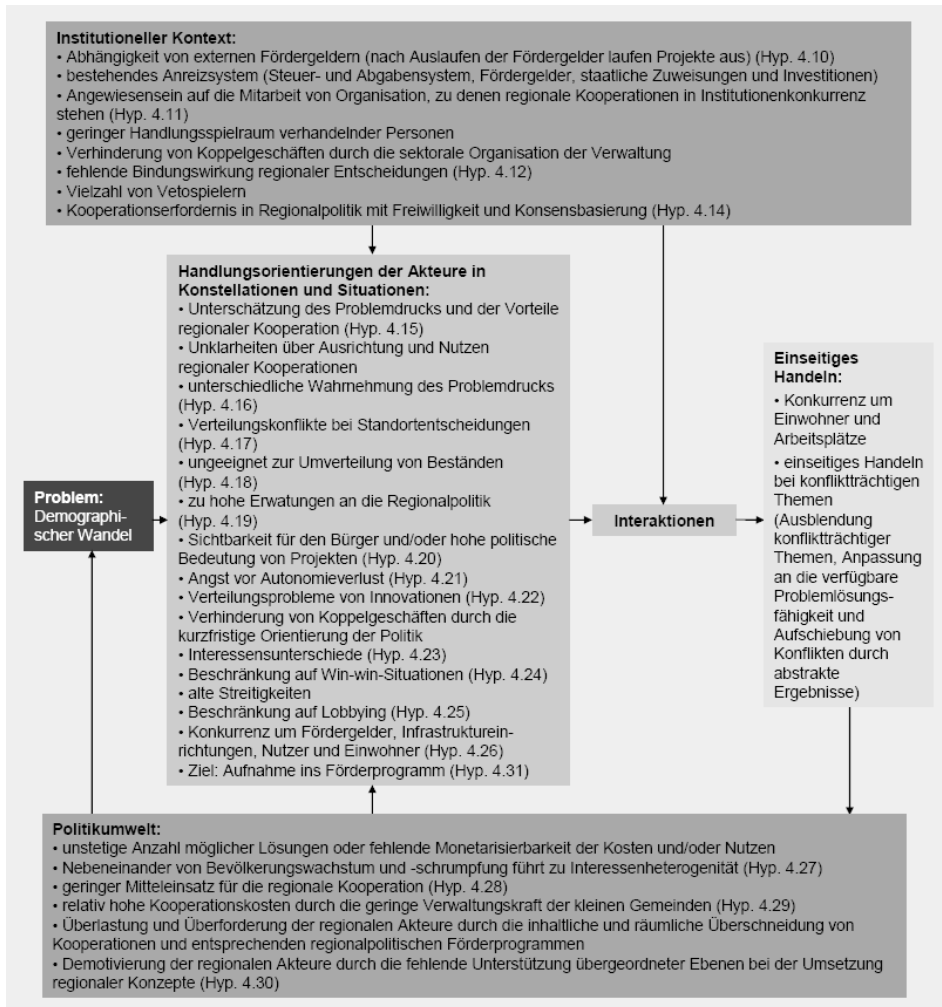 Institutioneller Kontext:
• Abhängigkeit von externen Fördergeldern (nach Auslaufen der Fördergelder laufen Projekte aus) (Hyp. 4.10)
• bestehendes Anreizsystem (Steuer- und Abgabensystem, Fördergelder, staatliche Zuweisungen und Investitionen)
• Angewiesensein auf die Mitarbeit von Organisation, zu denen regionale Kooperationen in Institutionenkonkurrenz
stehen (Hyp. 4.11)
• geringer Handlungsspielraum verhandelnder Personen
• Verhinderung von Koppelgeschäften durch die sektorale Organisation der Verwaltung
• fehlende Bindungswirkung regionaler Entscheidungen (Hyp. 4.12)
• Vielzahl von Vetospielern
• Kooperationserfordernis in Regionalpolitik mit Freiwilligkeit und Konsensbasierung (Hyp. 4.14)
Problem:
Demographi-
scher Wandel
Handlungsorientierungen der Akteure in
Konstellationen und Situationen:
• Unterschätzung des Problemdrucks und der Vorteile
regionaler Kooperation (Hyp. 4.15)
• Unklarheiten über Ausrichtung und Nutzen
regionaler Kooperationen
• unterschiedliche Wahrnehmung des Problemdrucks
(Hyp. 4.16)
• Verteilungskonflikte bei Standortentscheidungen
(Hyp. 4.17)
• ungeeignet zur Umverteilung von Beständen
(Hyp. 4.18)
• zu hohe Erwatungen an die Regionalpolitik
(Hyp. 4.19)
• Sichtbarkeit für den Bürger und/oder hohe politische
Bedeutung von Projekten (Hyp. 4.20)
• Angst vor Autonomieverlust (Hyp. 4.21)
• Verteilungsprobleme von Innovationen (Hyp. 4.22)
• Verhinderung von Koppelgeschäften durch die
kurzfristige Orientierung der Politik
• Interessensunterschiede (Hyp. 4.23)
• Beschränkung auf Win-win-Situationen (Hyp. 4.24)
• alte Streitigkeiten
• Beschränkung auf Lobbying (Hyp. 4.25)
• Konkurrenz um Fördergelder, Infrastrukturein-
richtungen, Nutzer und Einwohner (Hyp. 4.26)
• Ziel: Aufnahme ins Förderprogramm (Hyp. 4.31)
Interaktionen
Einseitiges
Handeln:
• Konkurrenz um
Einwohner und
Arbeitsplätze
• einseitiges Handeln
bei konfliktträchtigen
Themen
(Ausblendung
konfliktträchtiger
Themen, Anpassung
an die verfügbare
Problemlösungs-
fähigkeit und
Aufschiebung von
Konflikten durch
abstrakte
Ergebnisse)
Politikumwelt:
• unstetige Anzahl möglicher Lösungen oder fehlende Monetarisierbarkeit der Kosten und/oder Nutzen
• Nebeneinander von Bevölkerungswachstum und -schrumpfung führt zu Interessenheterogenität (Hyp. 4.27)
• geringer Mitteleinsatz für die regionale Kooperation (Hyp. 4.28)
• relativ hohe Kooperationskosten durch die geringe Verwaltungskraft der kleinen Gemeinden (Hyp. 4.29)
• Überlastung und Überforderung der regionalen Akteure durch die inhaltliche und räumliche Überschneidung von
Kooperationen und entsprechenden regionalpolitischen Förderprogrammen
• Demotivierung der regionalen Akteure durch die fehlende Unterstützung übergeordneter Ebenen bei der Umsetzung
regionaler Konzepte (Hyp. 4.30)